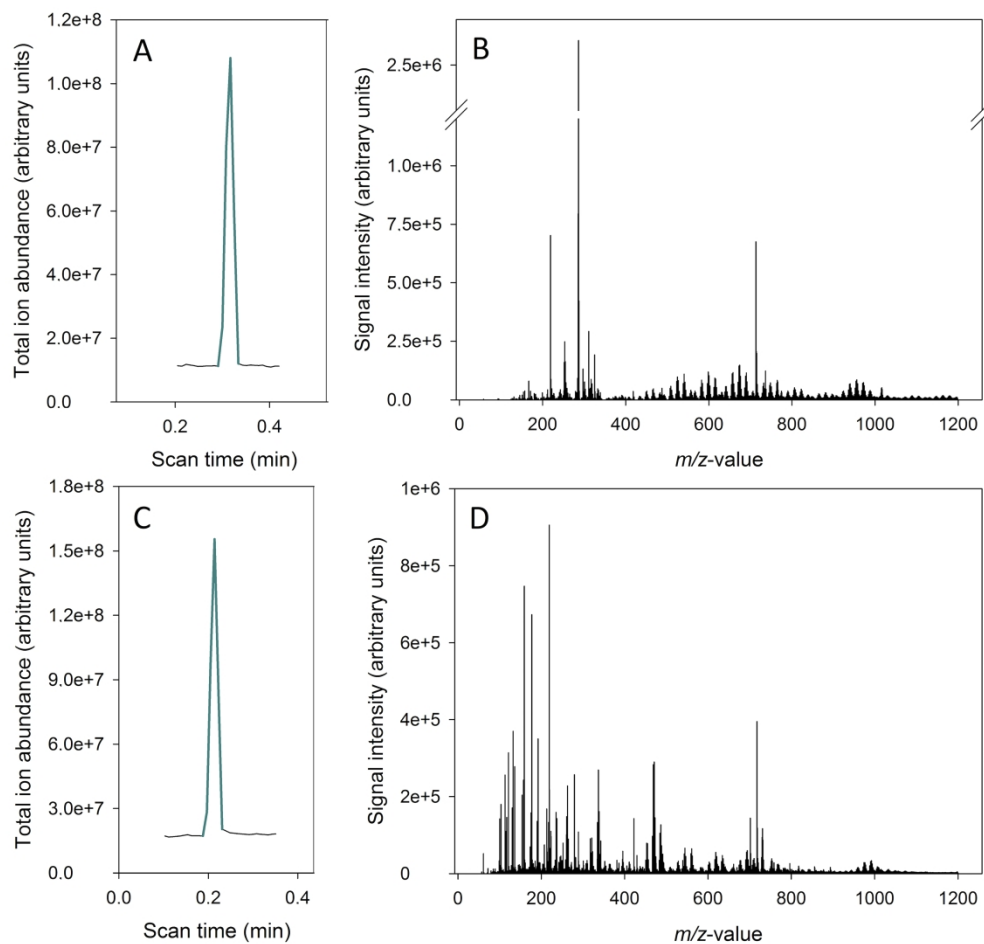 A
Total ion abundance (arbitrary units)
1.2e+8
1.0e+8
8.0e+7
6.0e+7
4.0e+7
2.0e+7
0.0
0.2 0.4
Scan time (min)
B
Signal intensity (arbitrary units)
2.5e+6
1.0e+6
7.5e+5
5.0e+5
2.5e+5
0.0
0 200 400 600 800 1000 1200
m/z-value
C
Total ion abundance (arbitrary units)
1.8e+8
1.5e+8
1.2e+8
9.0e+7
6.0e+7
3.0e+7
0.0
0.0 0.2 0.4
Scan time (min)
D
Signal intensity (arbitrary units)
1e+6
8e+5
6e+5
4e+5
2e+5
0
0 200 400 600 800 1000 1200
m/z-value